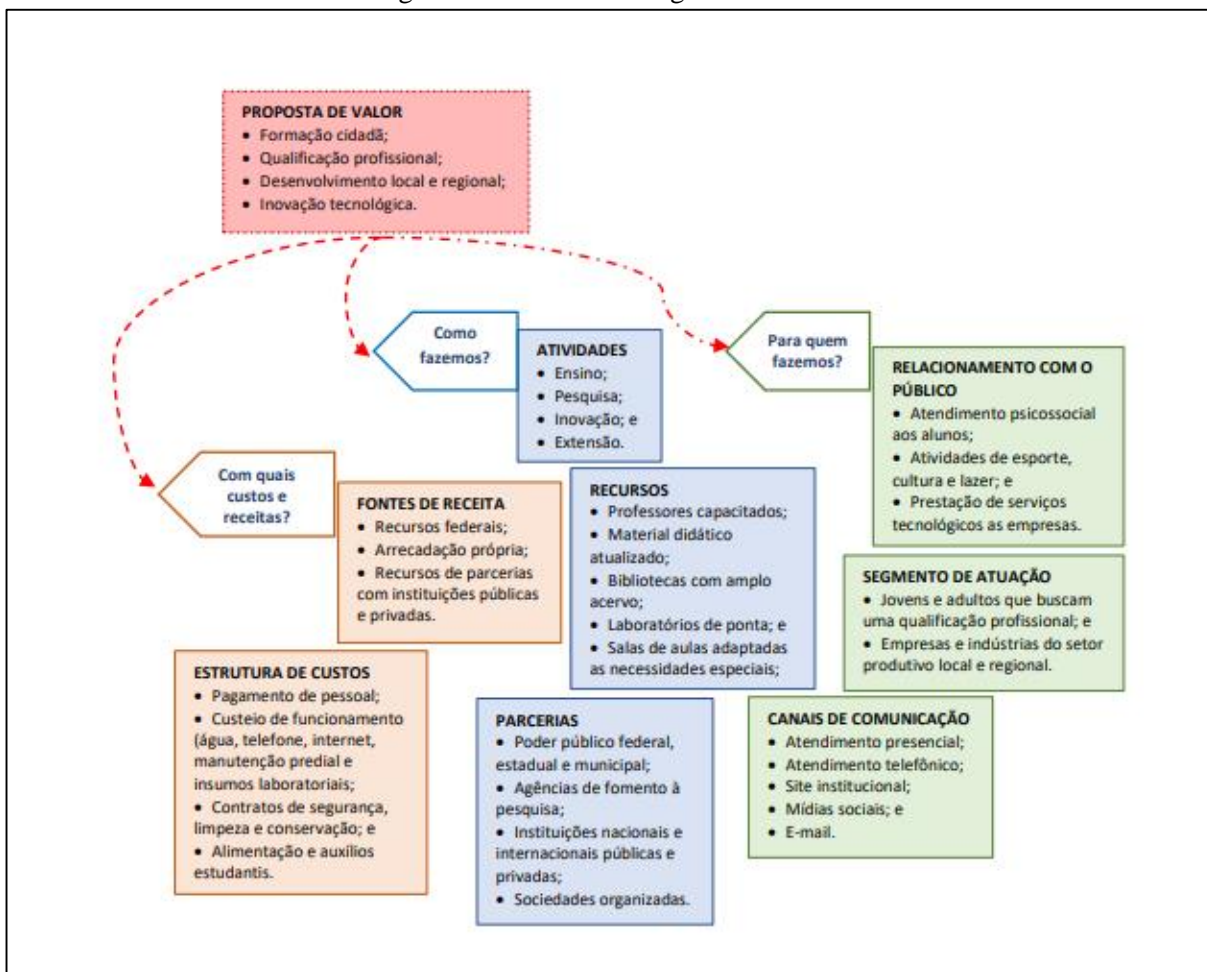 PROPOSTA DE VALOR
• Formação cidadã;
• Qualificação profissional;
• Desenvolvimento local e regional;
• Inovação tecnológica.
Como
fazemos?
ATIVIDADES
• Ensino;
• Pesquisa;
• Inovação; e
• Extensão.
Para quem
fazemos?
RELACIONAMENTO COM O
PÚBLICO
• Atendimento psicossocial
aos alunos;
• Atividades de esporte,
cultura e lazer; e
• Prestação de serviços
tecnológicos as empresas.
Com quais
custos e
receitas?
FONTES DE RECEITA
• Recursos federais;
• Arrecadação própria;
• Recursos de parcerias
com instituições públicas
e privadas.
RECURSOS
• Professores capacitados;
• Material didático
atualizado;
• Bibliotecas com amplo
acervo;
• Laboratórios de ponta; e
• Salas de aulas adaptadas
as necessidades especiais;
SEGMENTO DE ATUAÇÃO
• Jovens e adultos que buscam
uma qualificação profissional; e
• Empresas e indústrias do setor
produtivo local e regional.
ESTRUTURA DE CUSTOS
• Pagamento de pessoal;
• Custeio de funcionamento
(água, telefone, internet,
manutenção predial e
insumos laboratoriais;
• Contratos de segurança,
limpeza e conservação; e
• Alimentação e auxílios
estudantis.
PARCERIAS
• Poder público federal,
estadual e municipal;
• Agências de fomento à
pesquisa;
• Instituições nacionais e
internacionais públicas e
privadas;
• Sociedades organizadas.
CANAIS DE COMUNICAÇÃO
• Atendimento presencial;
• Atendimento telefônico;
• Site institucional;
• Mídias sociais; e
• E-mail.